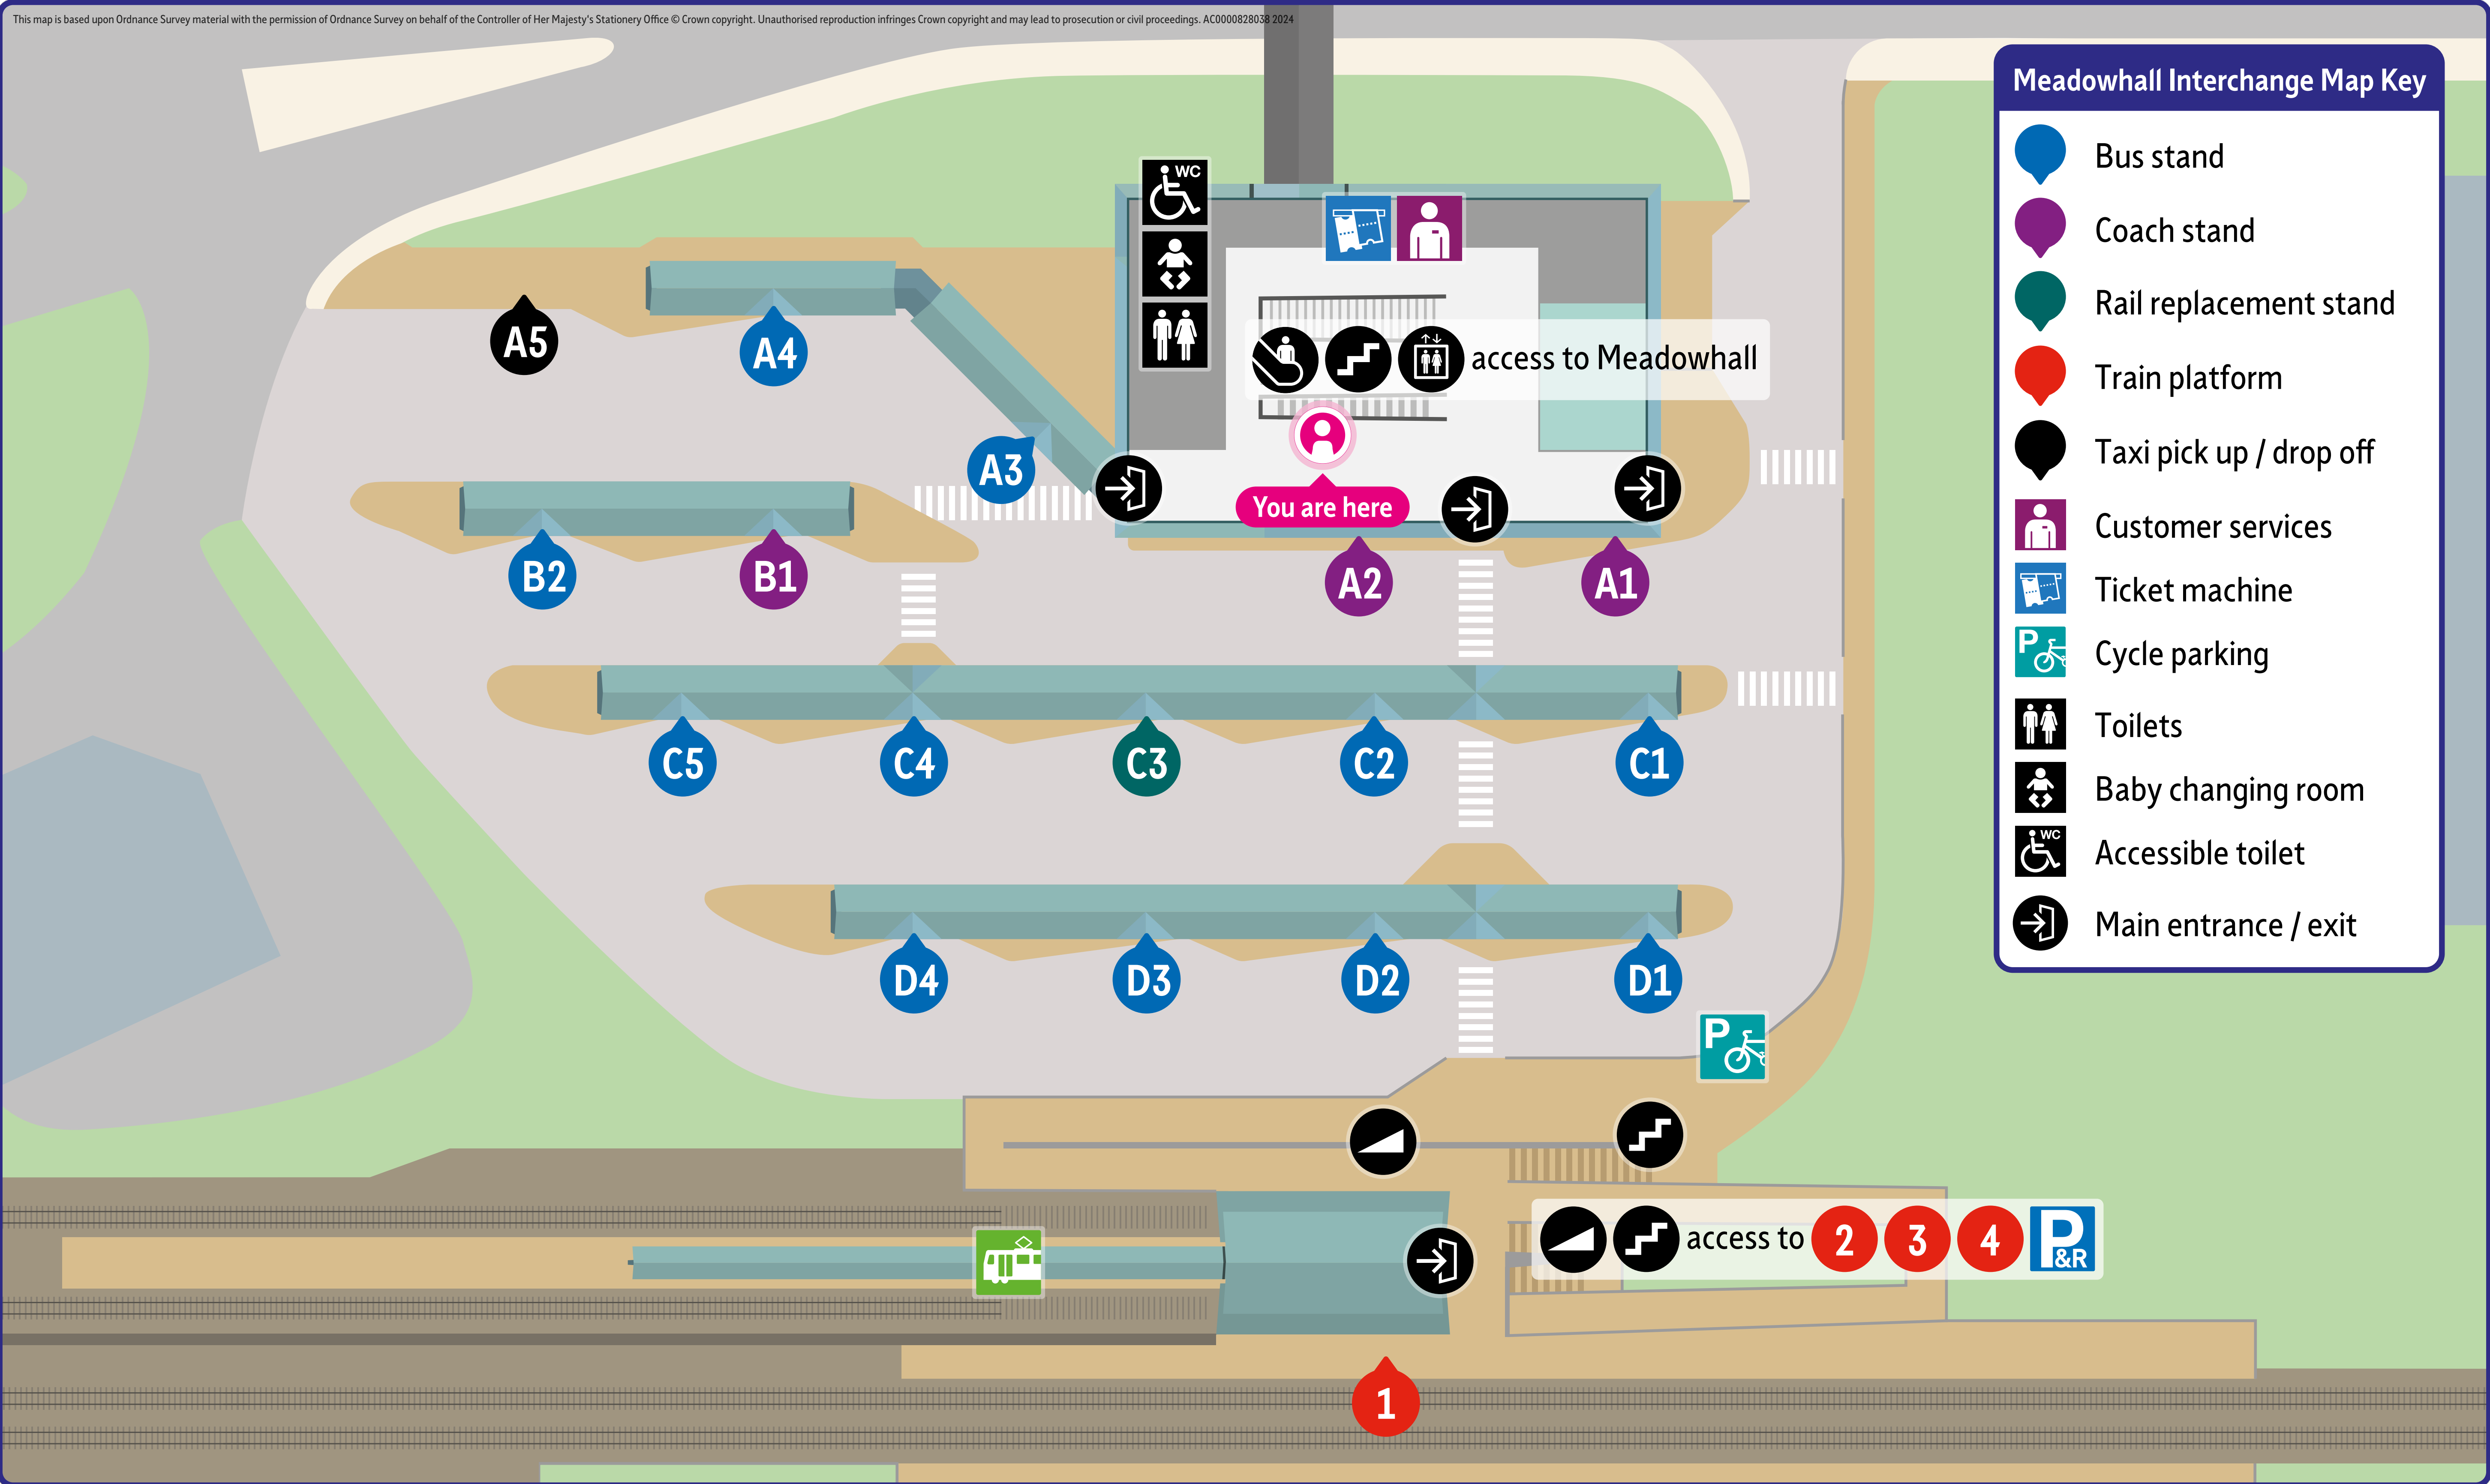 This map is based upon Ordnance Survey material with the permission of Ordnance Survey on behalf of the Controller of Her Majesty's Stationery Office © Crown copyright. Unauthorised reproduction infringes Crown copyright and may lead to prosecution or civil proceedings. AC0000828038 2024
Meadowhall Interchange Map Key
Bus stand
Coach stand
Rail replacement stand
Train platform
Taxi pick up / drop off
Customer services
Ticket machine
P
Cycle parking
Toilets
Baby changing room
WC
Accessible toilet
Main entrance / exit
WC
access to Meadowhall
You are here
A5
A4
A3
A2
A1
B2
B1
C5
C4
C3
C2
C1
D4
D3
D2
D1
P
access to 2 3 4 P&R
1